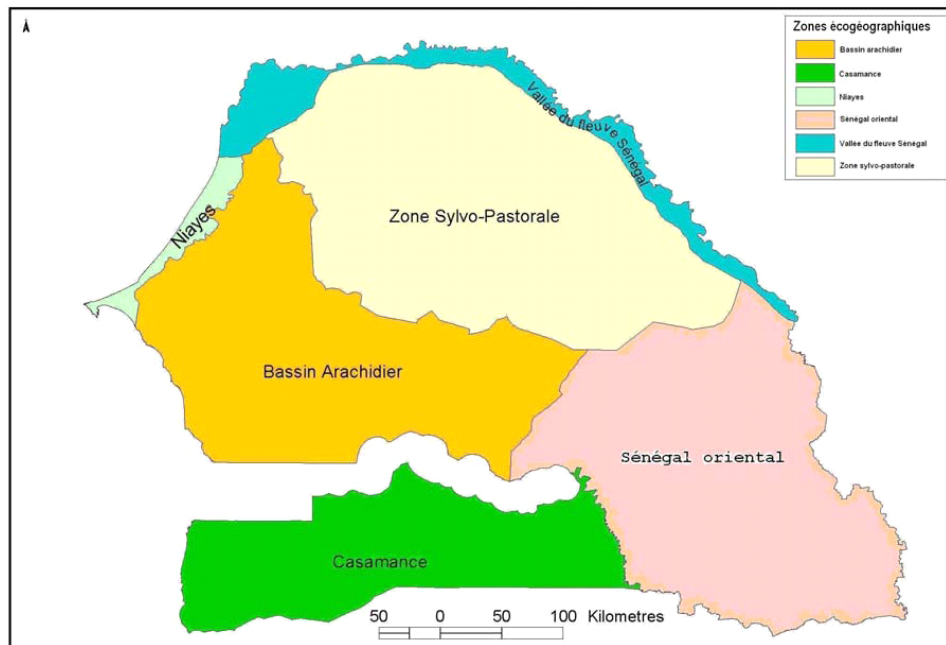 Zones écogéographiques
Bassin arachidier
Casamance
Niayes
Sénégal oriental
Vallée du fleuve Sénégal
Zone sylvo-pastorale
Vallée du fleuve Sénégal
Niayes
Zone Sylvo-Pastorale
Bassin Arachidier
Sénégal oriental
Casamance
50 0 50 100 Kilometres